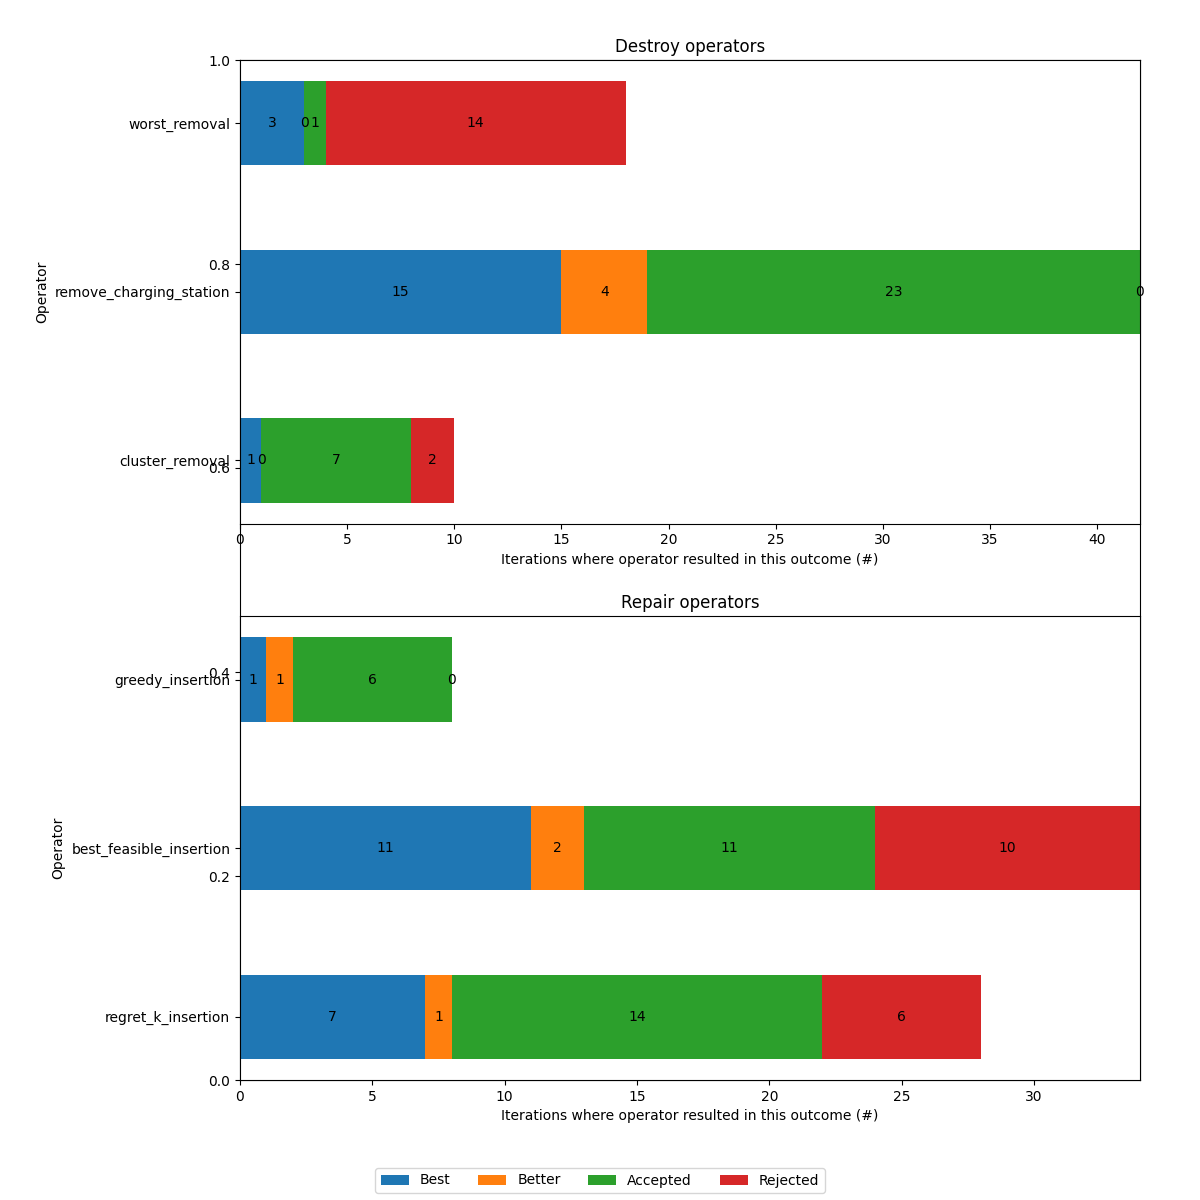 Destroy operators
1.0
worst_removal 3 0 1 14
0.8
Operator
remove_charging_station 15 4 23 0
cluster_removal 1 0 7 2
0.6
0 5 10 15 20 25 30 35 40
Iterations where operator resulted in this outcome (#)
Repair operators
0.4
greedy_insertion 1 1 6 0
Operator
best_feasible_insertion 11 2 11 10
0.2
regret_k_insertion 7 1 14 6
0.0
0 5 10 15 20 25 30
Iterations where operator resulted in this outcome (#)
Best Better Accepted Rejected